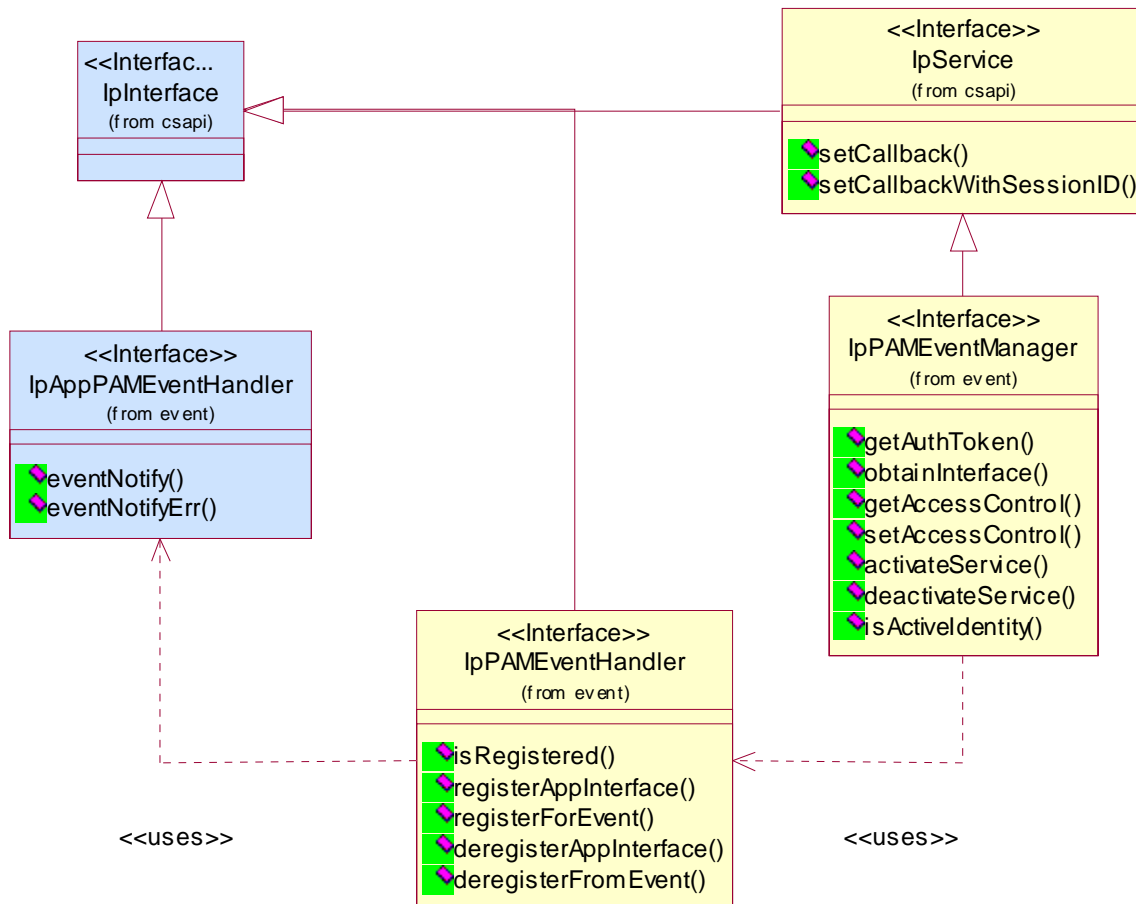 <<Interfac...
IpInterface
(from csapi)
<<Interface>>
IpService
(from csapi)
setCallback()
setCallbackWithSessionID()
<<Interface>>
IpAppPAMEventHandler
(from event)
eventNotify()
eventNotifyErr()
<<Interface>>
IpPAMEventManager
(from event)
getAuthToken()
obtainInterface()
getAccessControl()
setAccessControl()
activateService()
deactivateService()
isActiveIdentity()
<<Interface>>
IpPAMEventHandler
(from event)
isRegistered()
registerAppInterface()
registerForEvent()
deregisterAppInterface()
deregisterFromEvent()
<<uses>>
<<uses>>